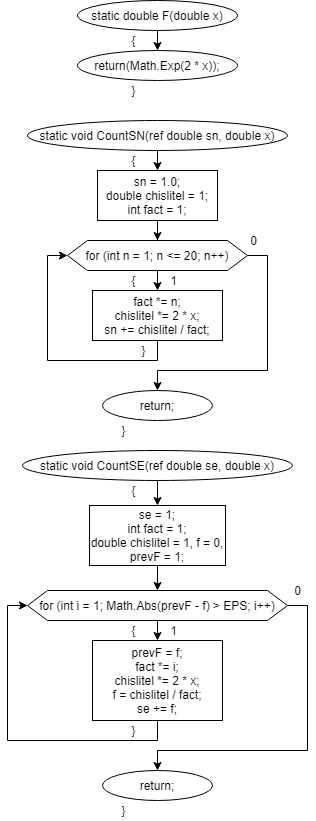 static double F(double x)
{
return(Math.Exp(2 * x));
}
static void CountSN(ref double sn, double x)
{
sn = 1.0;
double chislitel = 1;
int fact = 1;
for (int n = 1; n <= 20; n++)
0
{
1
fact *= n;
chislitel *= 2 * x;
sn += chislitel / fact;
}
return;
}
static void CountSE(ref double se, double x)
{
se = 1;
int fact = 1;
double chislitel = 1, f = 0,
prevF = 1;
for (int i = 1; Math.Abs(prevF - f) > EPS; i++)
0
{
1
prevF = f;
fact *= i;
chislitel *= 2 * x;
f = chislitel / fact;
se += f;
}
return;
}